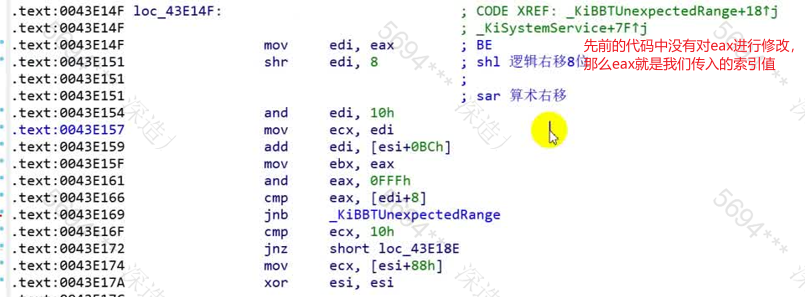 .text:0043E14F loc_43E14F: ; CODE XREF: _KiBBTUnexpectedRange+18↑j
.text:0043E14F ; _KiSystemService+7F↑j
.text:0043E14F mov edi, eax ; BE
.text:0043E151 shr edi, 8 ; shl 逻辑右移8位
.text:0043E151 ;
.text:0043E151 ; sar 算术右移
.text:0043E154 and edi, 10h
.text:0043E157 mov ecx, edi
.text:0043E159 add edi, [esi+0BCh]
.text:0043E15F mov ebx, eax
.text:0043E161 and eax, 0FFFh
.text:0043E166 cmp eax, [edi+8]
.text:0043E169 jnb _KiBBTUnexpectedRange
.text:0043E16F cmp ecx, 10h
.text:0043E172 jnz short loc_43E18E
.text:0043E174 mov ecx, [esi+88h]
.text:0043E17A xor esi, esi
先前的代码中没有对eax进行修改，
那么eax就是我们传入的索引值
5694***
5694***
5694***
5694***